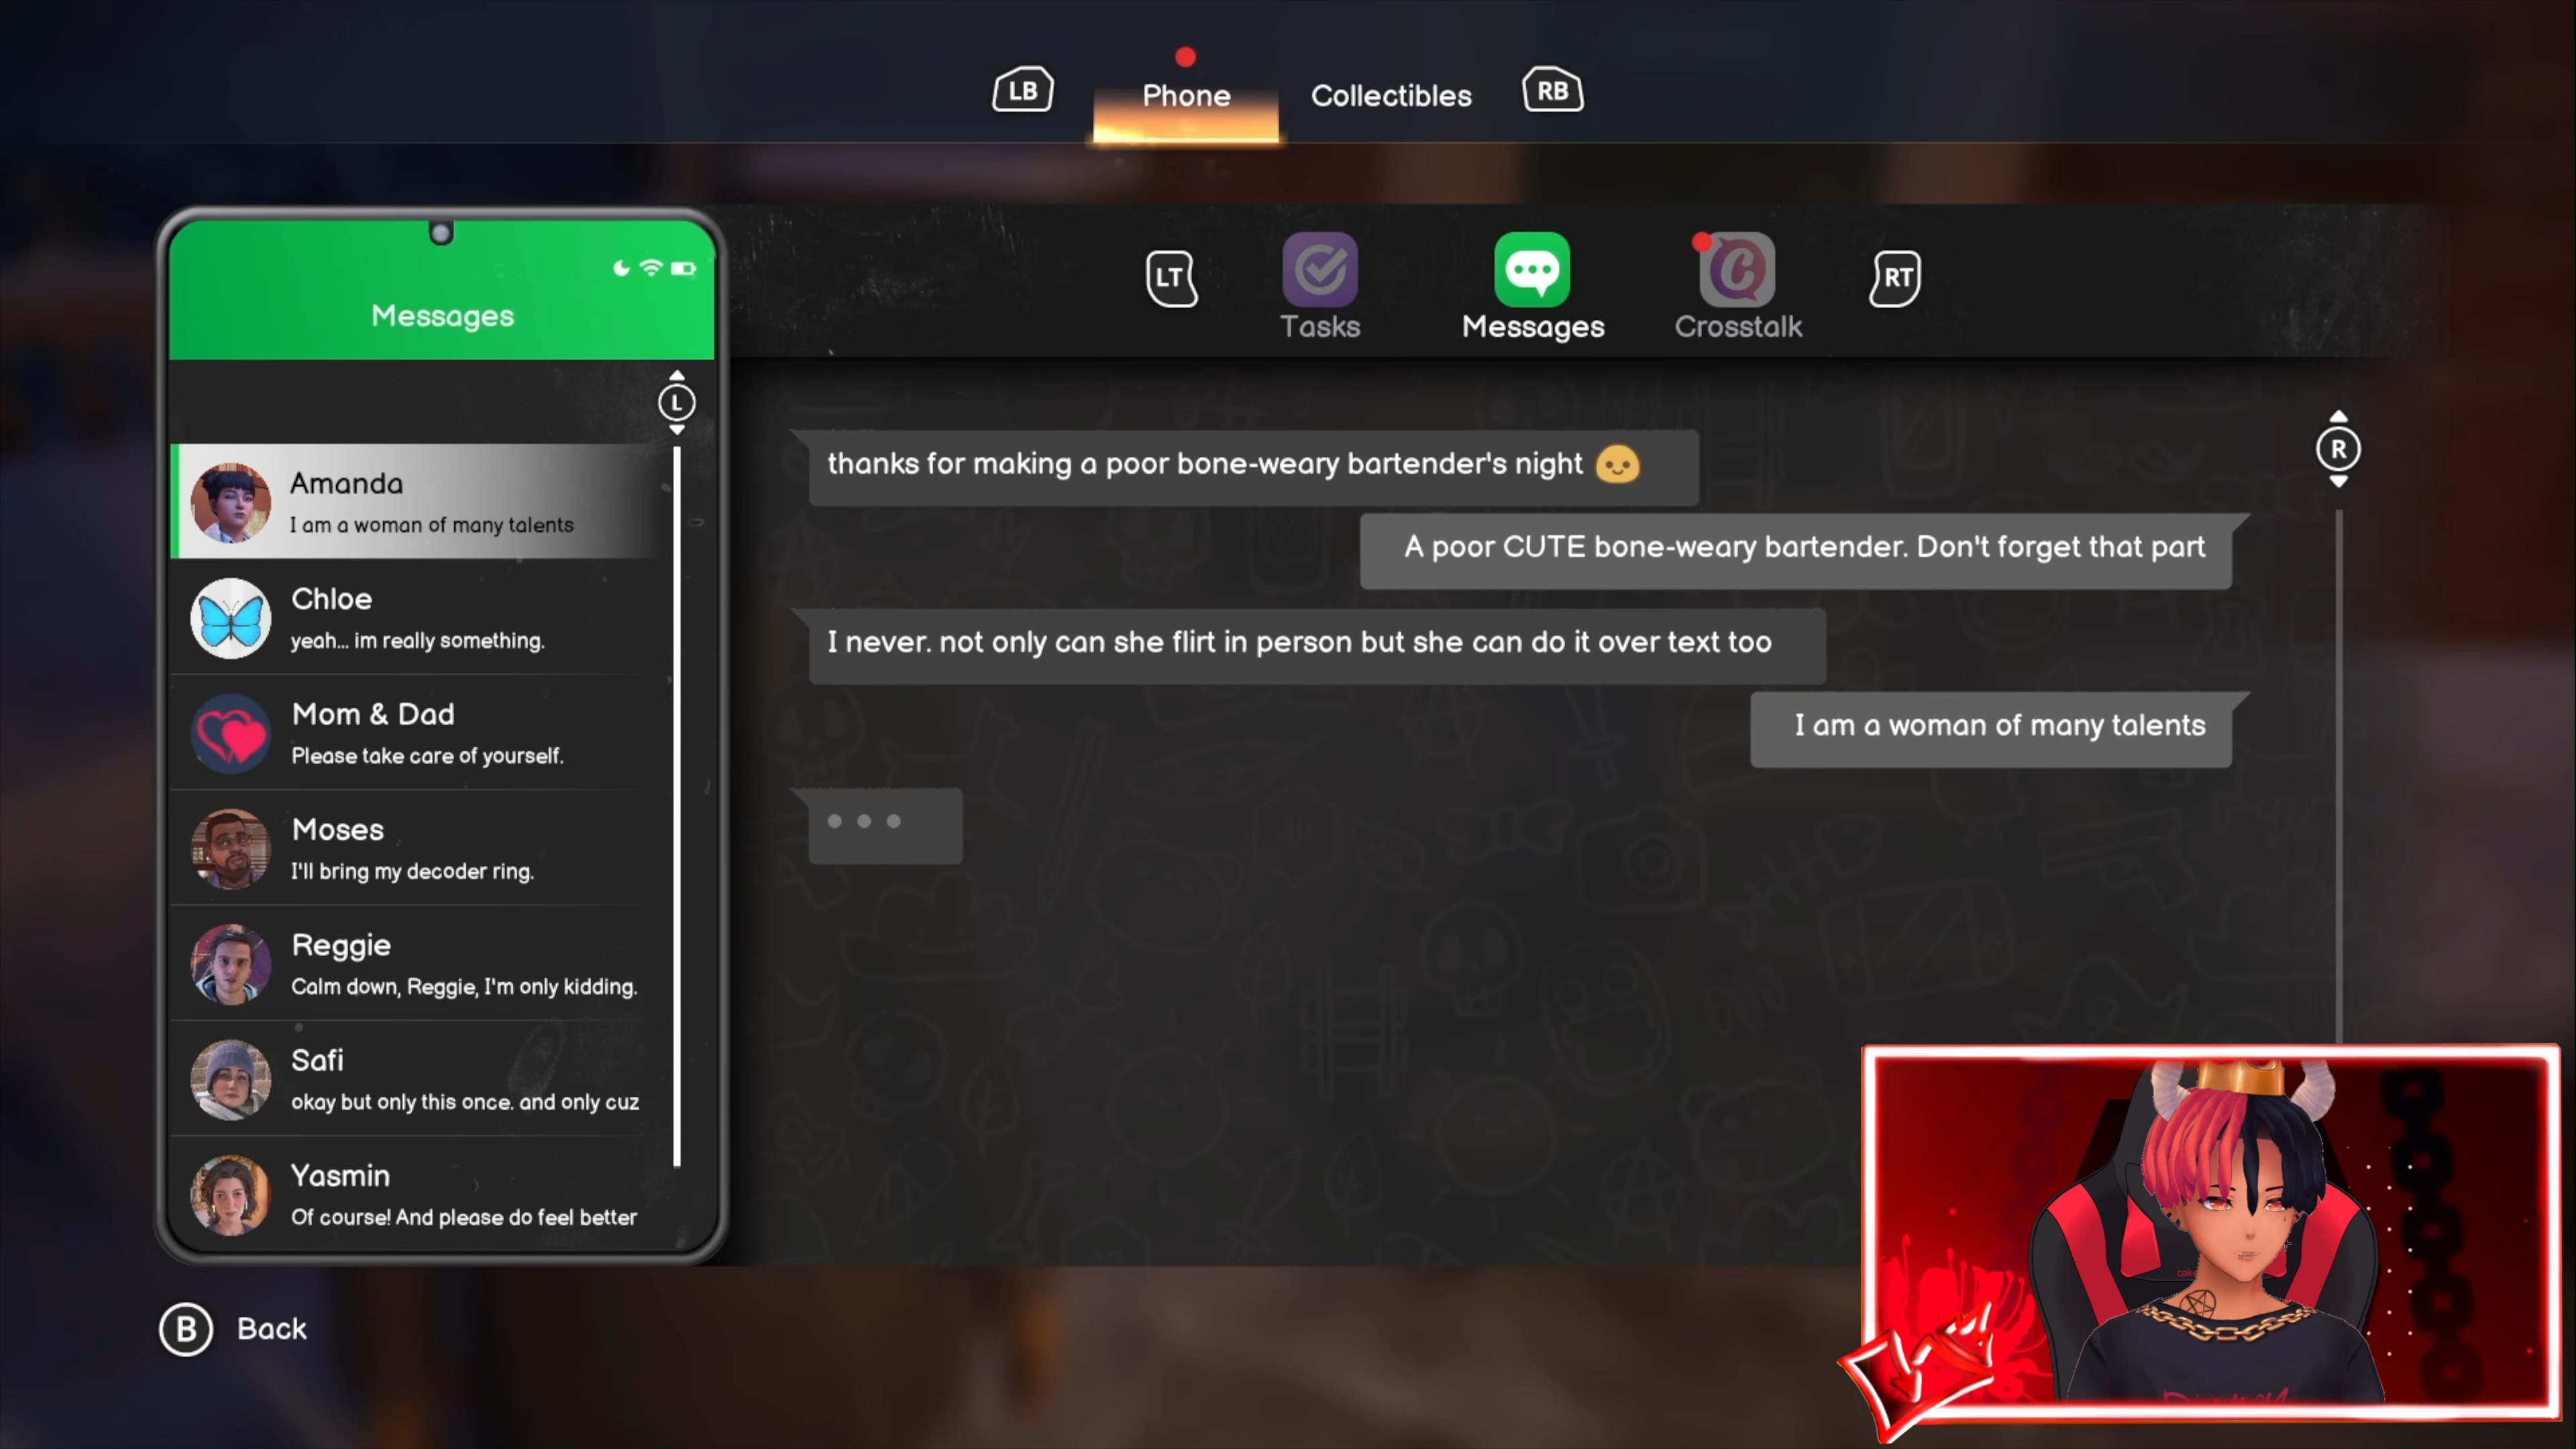 LB
Phone
Collectibles
RB
Messages
L
Amanda
I am a woman of many talents
Chloe
yeah... im really something.
Mom & Dad
Please take care of yourself.
Moses
I'll bring my decoder ring.
Reggie
Calm down, Reggie, I'm only kidding.
Safi
okay but only this once. and only cuz
Yasmin
Of course! And please do feel better
LT
Tasks
Messages
Crosstalk
RT
R
thanks for making a poor bone-weary bartender's night
A poor CUTE bone-weary bartender. Don't forget that part
I never. not only can she flirt in person but she can do it over text too
I am a woman of many talents
B Back